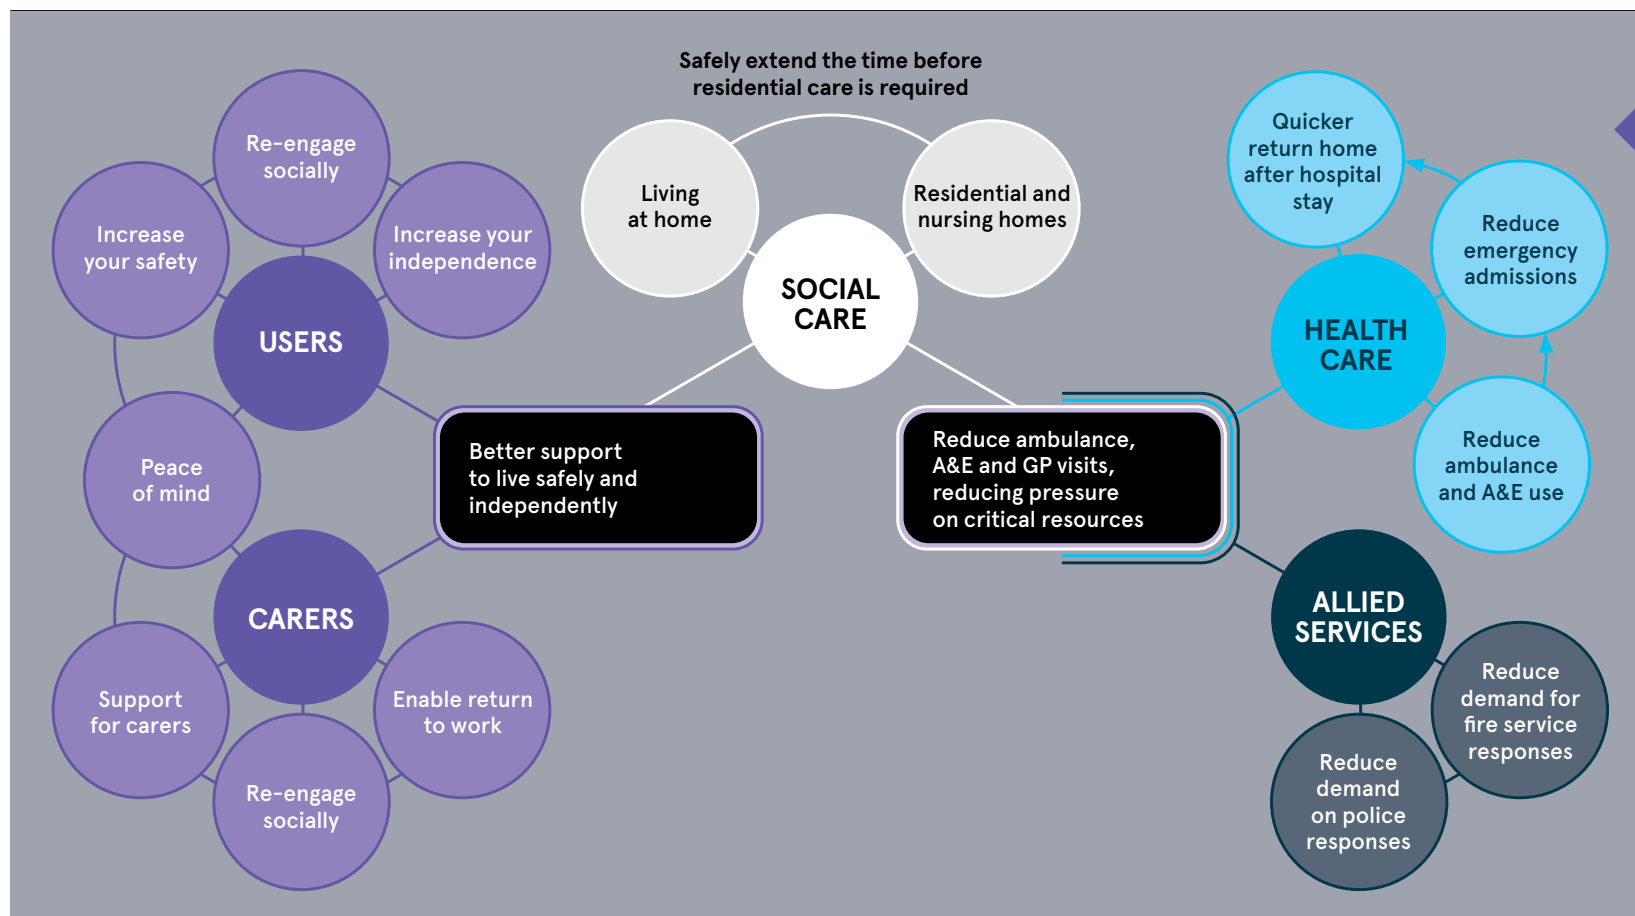 Safely extend the time before
residential care is required
Re-engage
socially
Increase
your safety
Increase your
independence
USERS
Peace
of mind
CARERS
Support
for carers
Enable return
to work
Re-engage
socially
Better support
to live safely and
independently
Living
at home
Residential and
nursing homes
SOCIAL
CARE
Reduce ambulance,
A&E and GP visits,
reducing pressure
on critical resources
Quicker
return home
after hospital
stay
Reduce
emergency
admissions
HEALTH
CARE
Reduce
ambulance
and A&E use
ALLIED
SERVICES
Reduce
demand for
fire service
responses
Reduce
demand
on police
responses